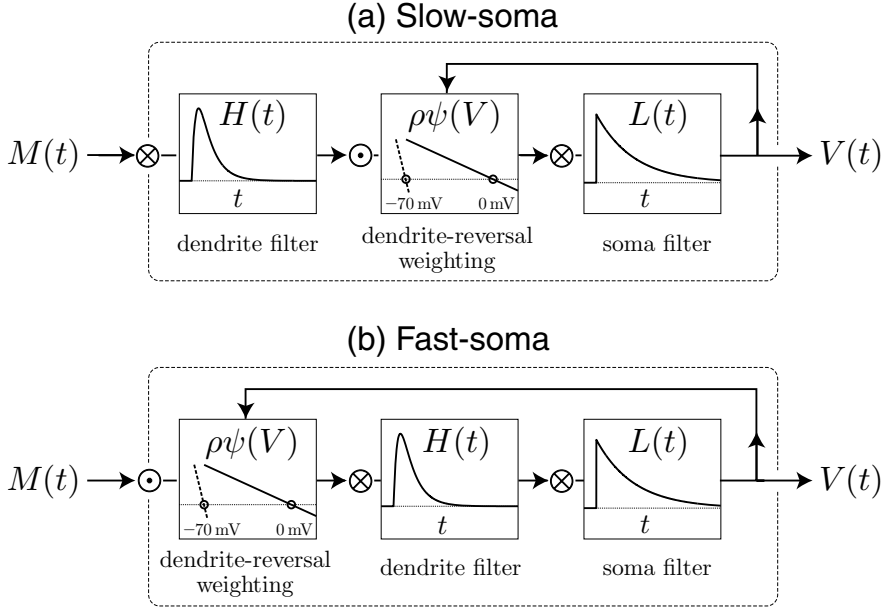 (a) Slow-soma
M(t) ⊗ H(t) ⊙ ρψ(V) ⊗ L(t) V(t)
t −70 mV 0 mV t
dendrite filter dendrite-reversal weighting soma filter
(b) Fast-soma
M(t) ⊙ ρψ(V) ⊗ H(t) ⊗ L(t) V(t)
−70 mV 0 mV t t
dendrite-reversal weighting dendrite filter soma filter